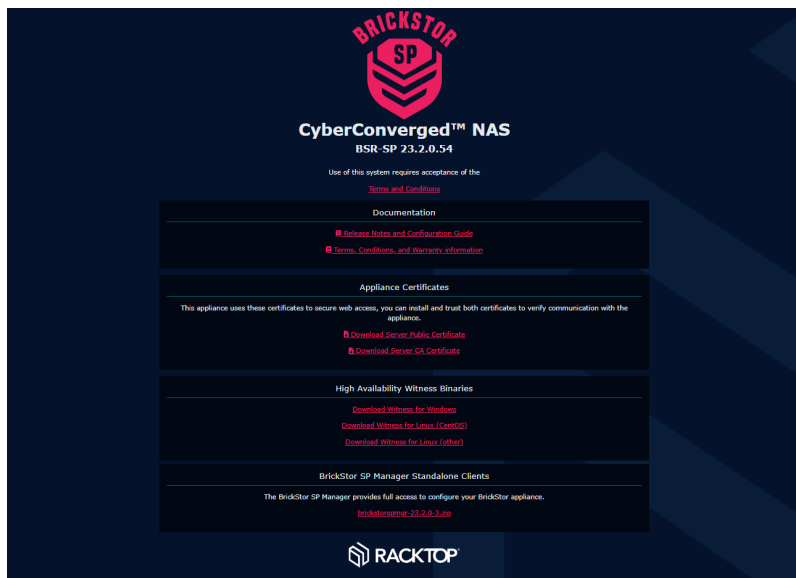 BRICKSTOR
SP
CyberConverged™ NAS
BSR-SP 23.2.0.54
Use of this system requires acceptance of the
Terms and Conditions
Documentation
Release Notes and Configuration Guide
Terms, Conditions, and Warranty information
Appliance Certificates
This appliance uses these certificates to secure web access, you can install and trust both certificates to verify communication with the
appliance.
Download Server Public Certificate
Download Server CA Certificate
High Availability Witness Binaries
Download Witness for Windows
Download Witness for Linux (CentOS)
Download Witness for Linux (other)
BrickStor SP Manager Standalone Clients
The BrickStor SP Manager provides full access to configure your BrickStor appliance.
brickstorspmgr-23.2.0-3.zip
RACKTOP